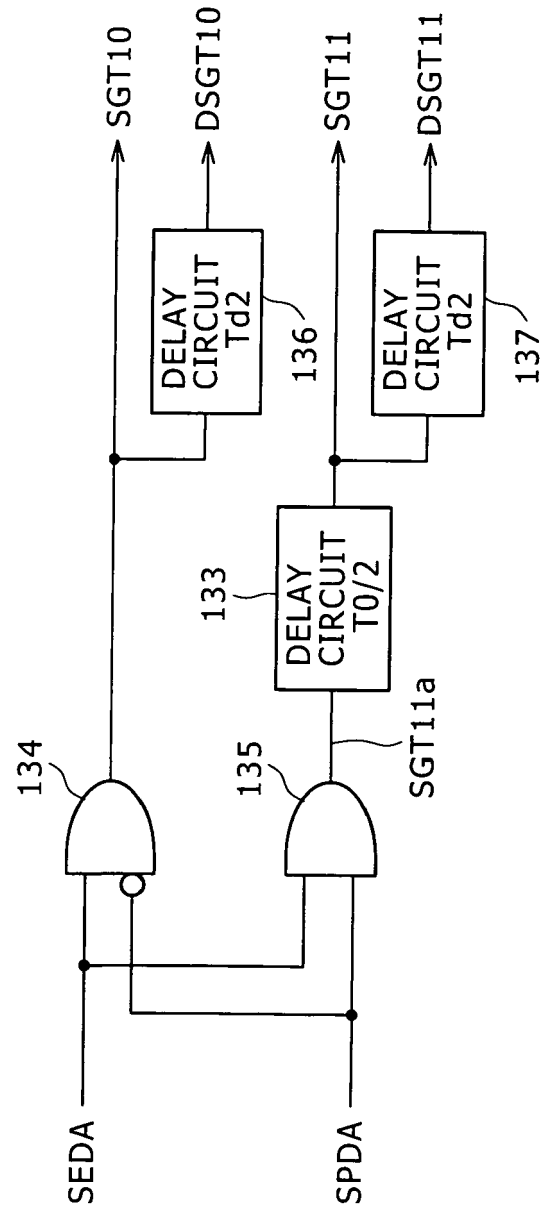 SEDA
SPDA
134
135
SGT11a
133
DELAY
CIRCUIT
T0/2
DELAY
CIRCUIT
Td2
136
DELAY
CIRCUIT
Td2
137
SGT10
DSGT10
SGT11
DSGT11